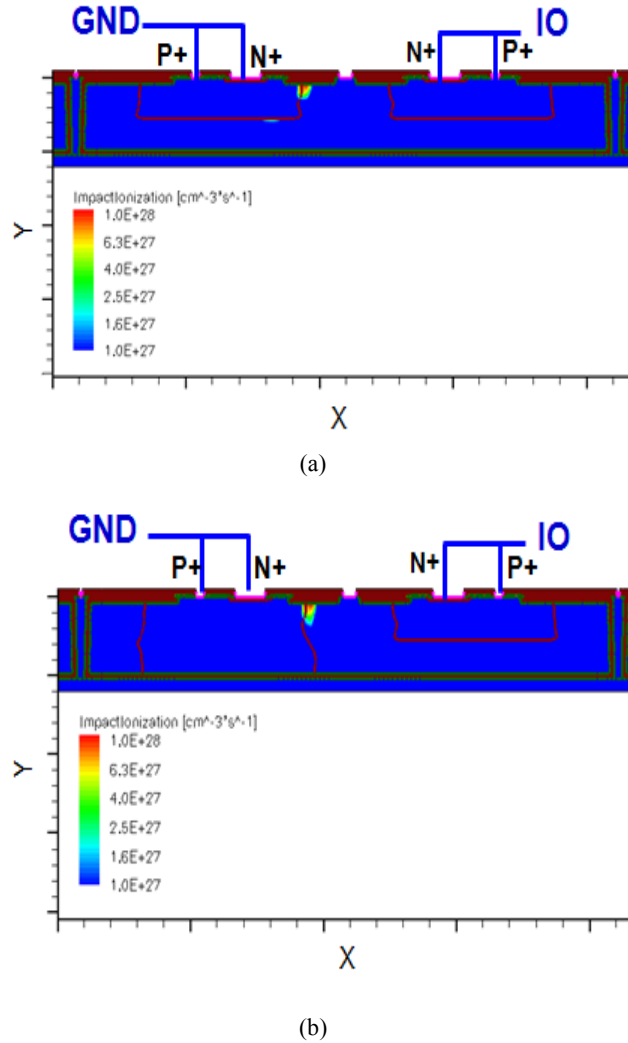 GND
IO
P+
N+
N+
P+
ImpactIonization [cm^-3*s^-1]
1.0E+28
6.3E+27
4.0E+27
2.5E+27
1.6E+27
1.0E+27
Y
X
(a)
GND
IO
P+
N+
N+
P+
ImpactIonization [cm^-3*s^-1]
1.0E+28
6.3E+27
4.0E+27
2.5E+27
1.6E+27
1.0E+27
Y
X
(b)